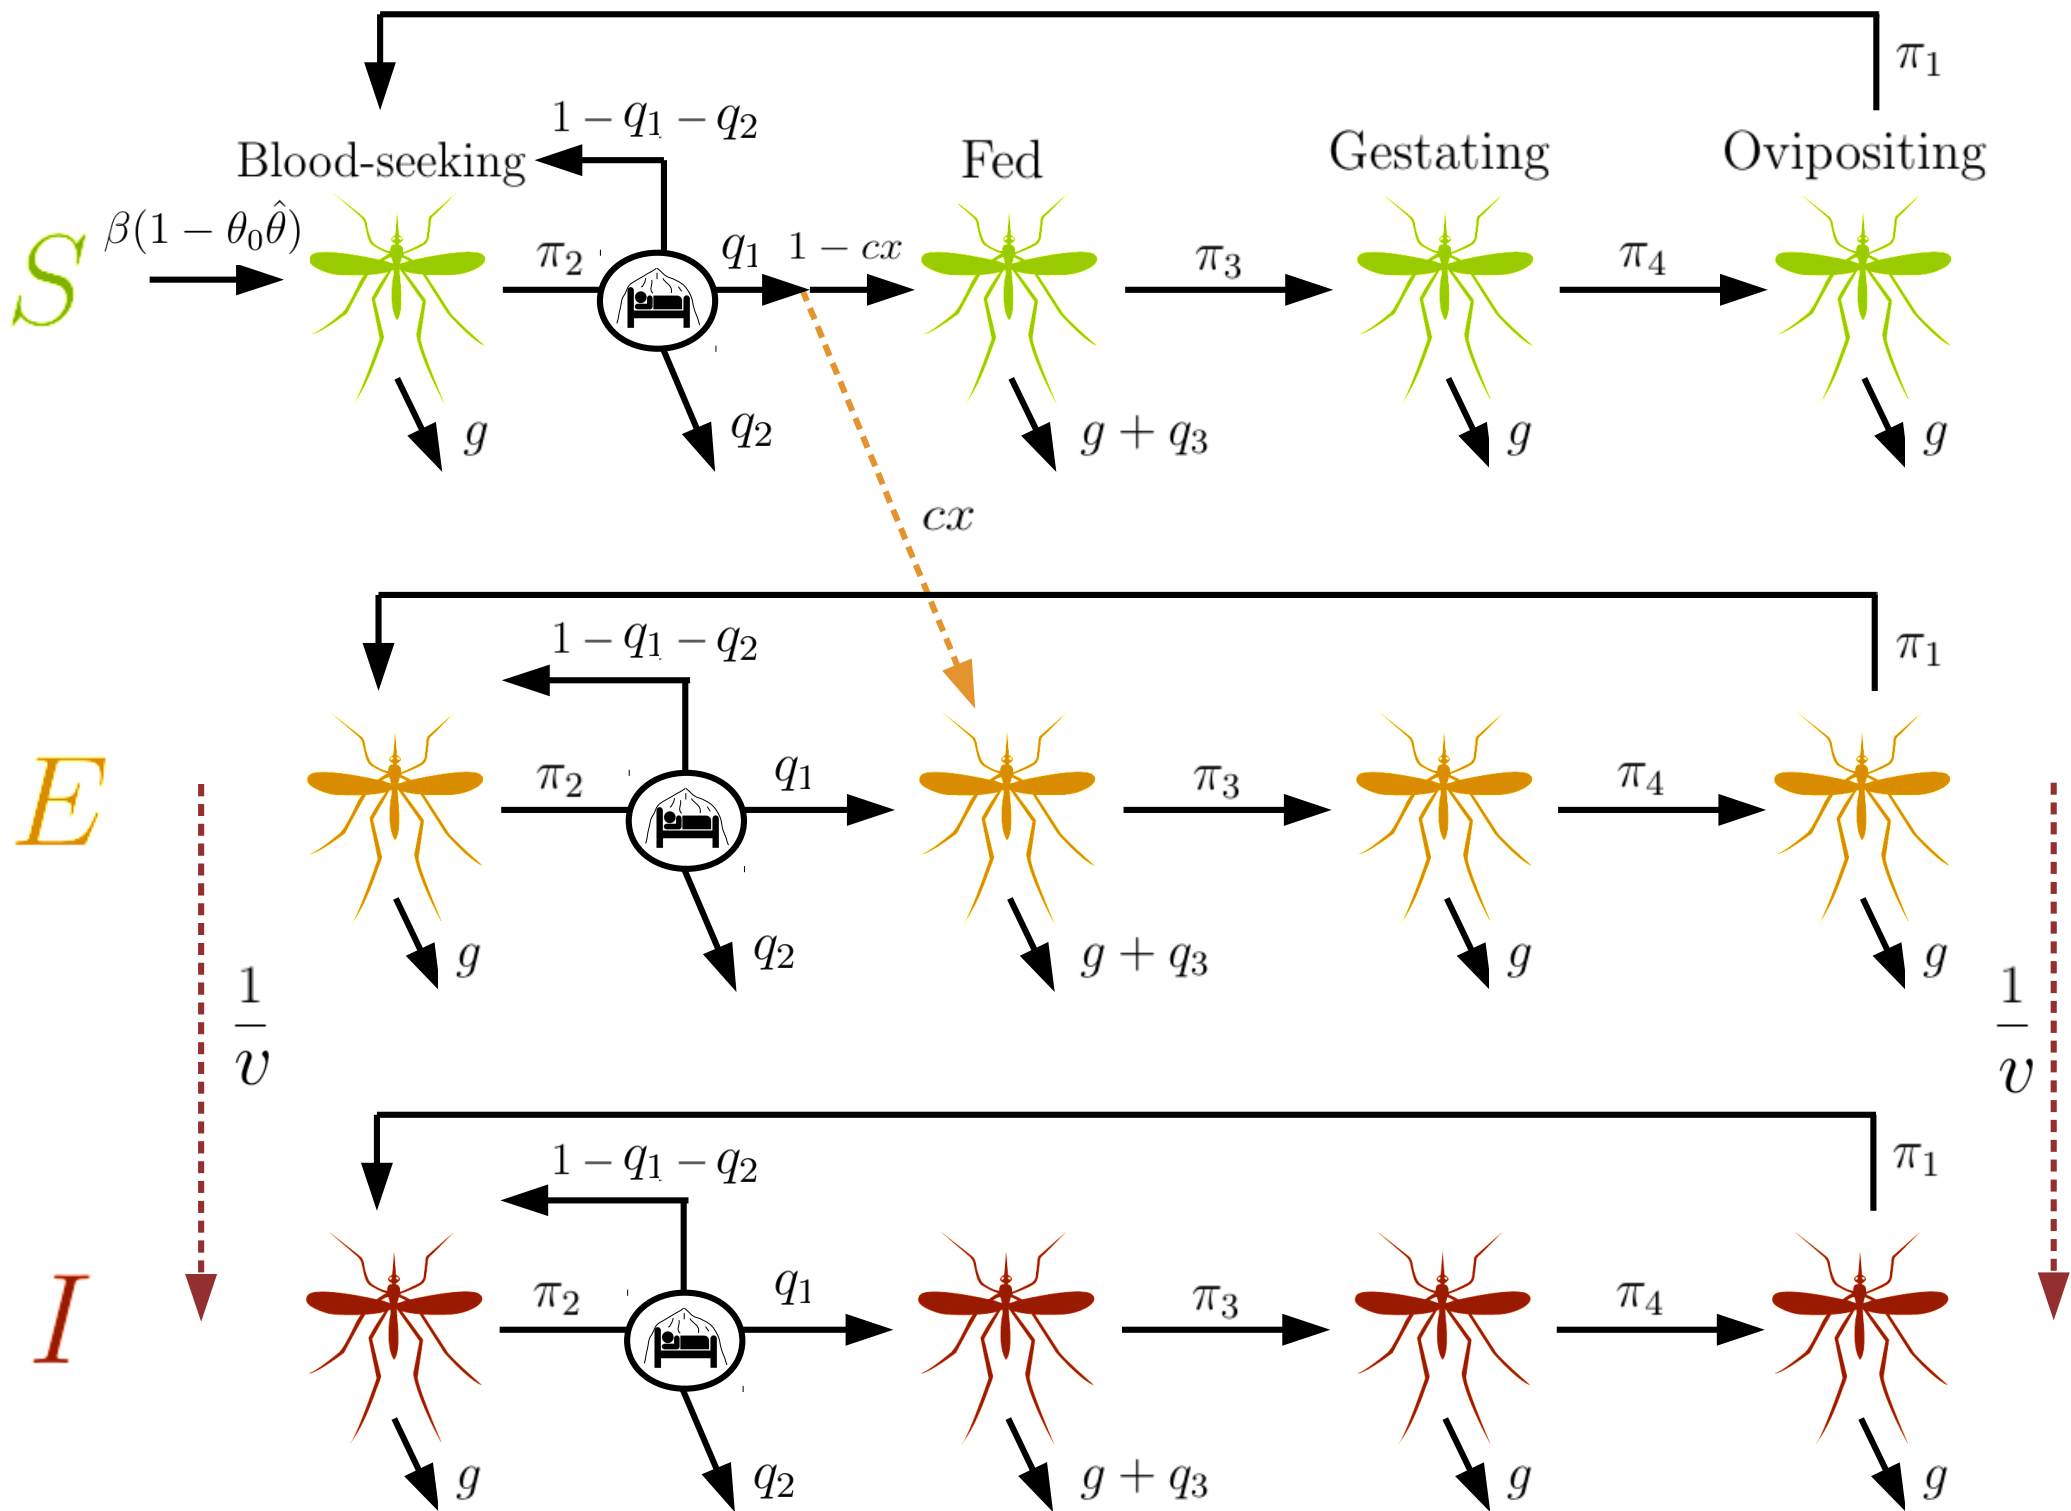 π₁
1 − q₁ − q₂
Blood-seeking
Fed
Gestating
Ovipositing
S
β(1 − θ₀θ̂)
π₂
q₁
1 − cx
π₃
π₄
g
q₂
g + q₃
g
g
cx
1 − q₁ − q₂
π₁
E
π₂
q₁
π₃
π₄
g
q₂
g + q₃
g
g
1
v
1
v
1 − q₁ − q₂
π₁
I
π₂
q₁
π₃
π₄
g
q₂
g + q₃
g
g